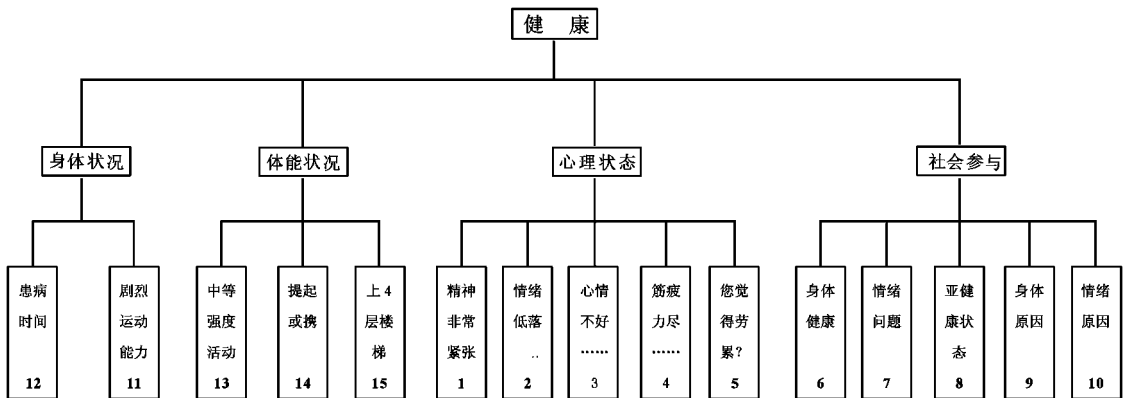 健 康
身体状况
体能状况
心理状态
社会参与
患病
时间
12
剧烈
运动
能力
11
中等
强度
活动
13
提起
或携
14
上4
层楼
梯
15
精神
非常
紧张
1
情绪
低落
..
2
心情
不好
……
3
筋疲
力尽
……
4
您觉
得劳
累?
5
身体
健康
6
情绪
问题
7
亚健
康状
态
8
身体
原因
9
情绪
原因
10